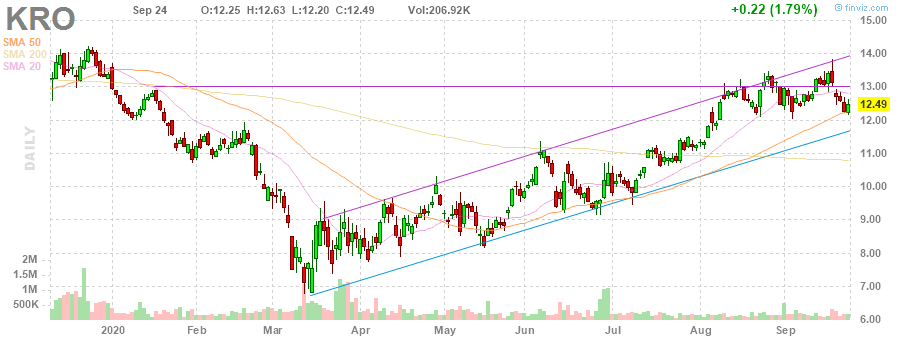 KRO Sep 24 O:12.25 H:12.63 L:12.20 C:12.49 Vol:206.92K +0.22 (1.79%) © finviz.com
SMA 50
SMA 200
SMA 20
DAILY
15.00
14.00
13.00
12.49
12.00
11.00
10.00
9.00
8.00
7.00
6.00
2M
1.5M
1M
500K
2020 Feb Mar Apr May Jun Jul Aug Sep